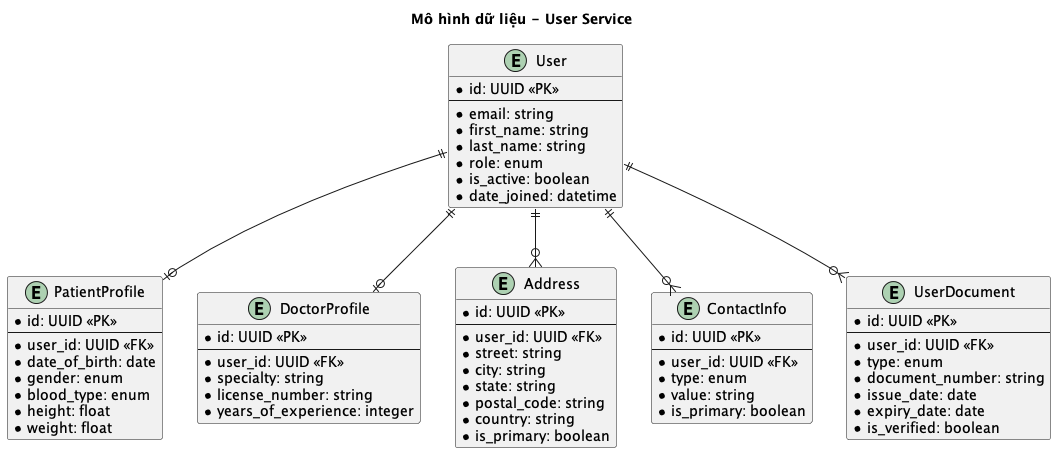 Mô hình dữ liệu - User Service
E User
id: UUID «PK»
email: string
first_name: string
last_name: string
role: enum
is_active: boolean
date_joined: datetime
E PatientProfile
id: UUID «PK»
user_id: UUID «FK»
date_of_birth: date
gender: enum
blood_type: enum
height: float
weight: float
E DoctorProfile
id: UUID «PK»
user_id: UUID «FK»
specialty: string
license_number: string
years_of_experience: integer
E Address
id: UUID «PK»
user_id: UUID «FK»
street: string
city: string
state: string
postal_code: string
country: string
is_primary: boolean
E ContactInfo
id: UUID «PK»
user_id: UUID «FK»
type: enum
value: string
is_primary: boolean
E UserDocument
id: UUID «PK»
user_id: UUID «FK»
type: enum
document_number: string
issue_date: date
expiry_date: date
is_verified: boolean